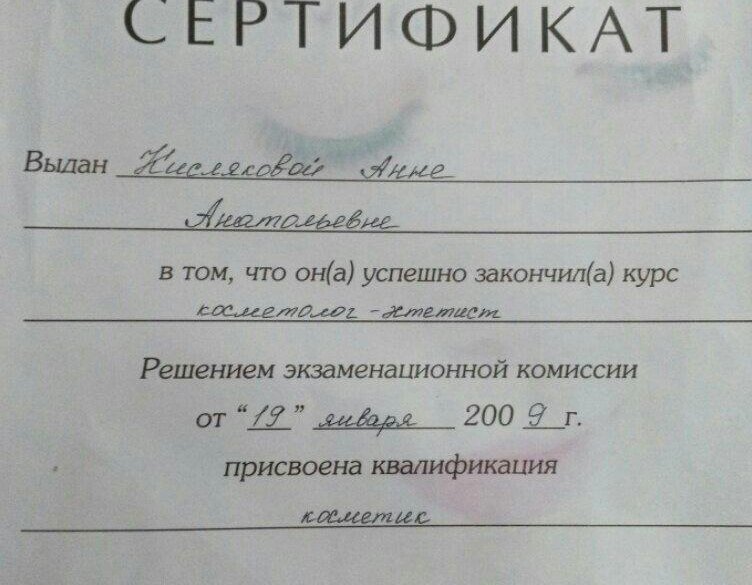 СЕРТИФИКАТ
Выдан Кисляковой Анне
Анатольевне
в том, что он(а) успешно закончил(а) курс
косметолог - эстетист
Решением экзаменационной комиссии
от "19" января 2009 г.
присвоена квалификация
косметик